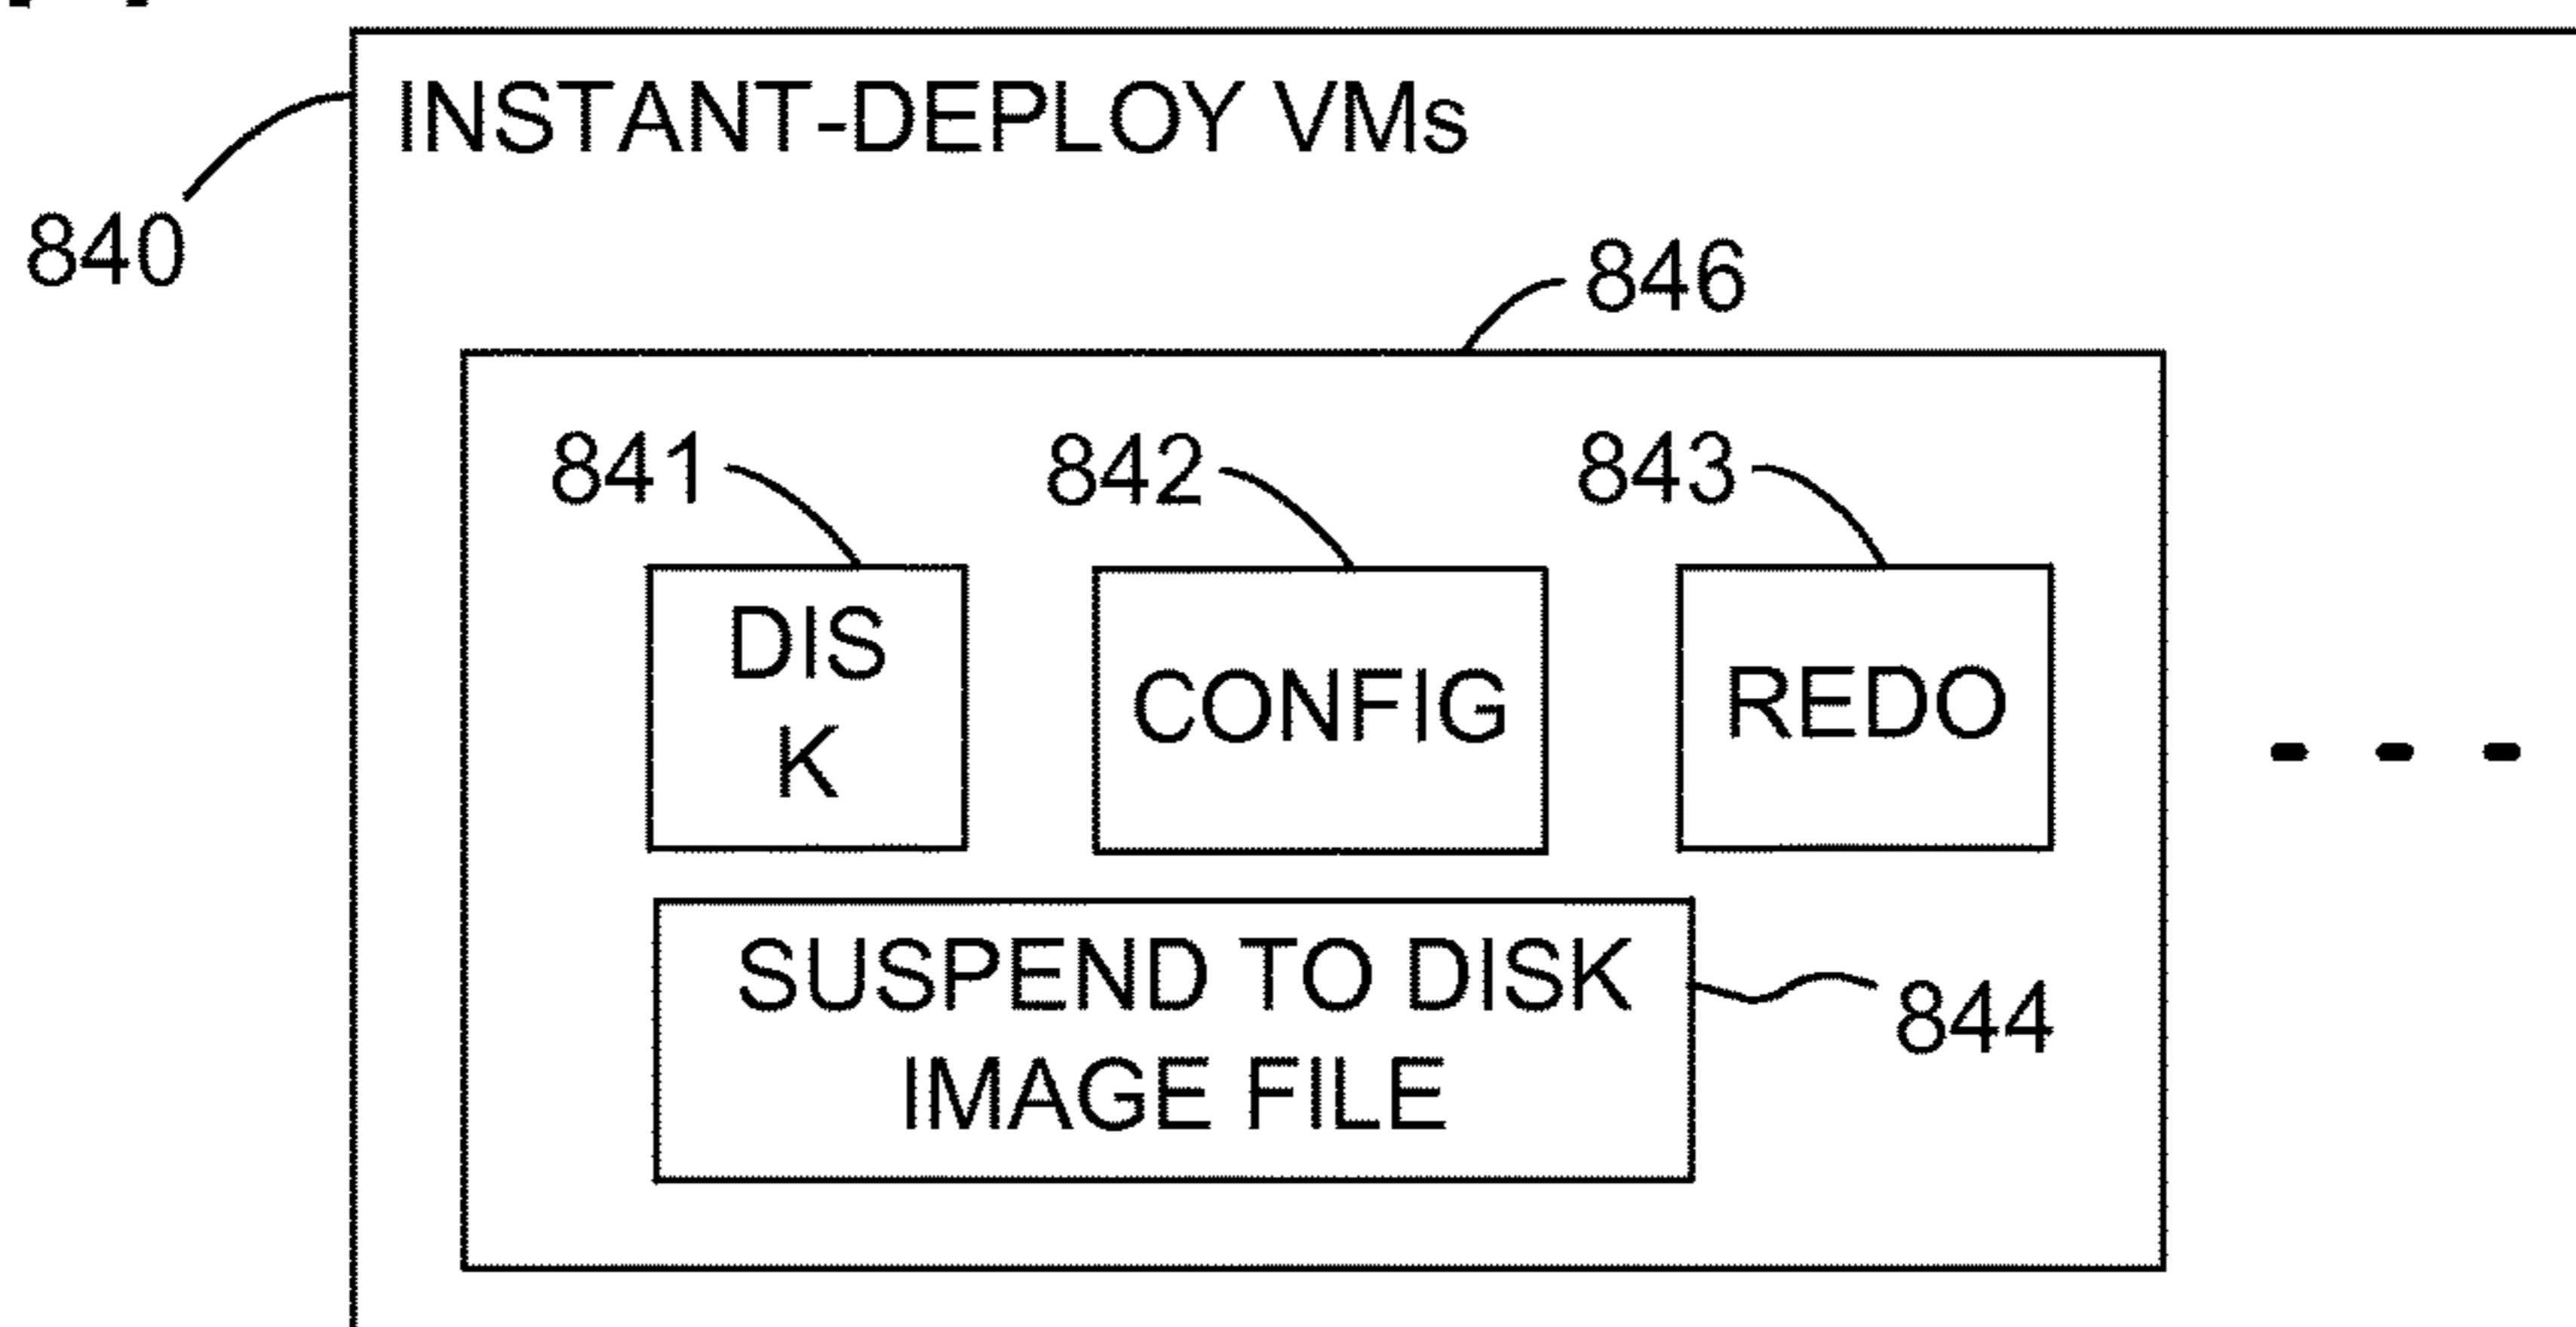 INSTANT-DEPLOY VMs
840
846
841
842
843
DIS
K
CONFIG
REDO
SUSPEND TO DISK
IMAGE FILE
844